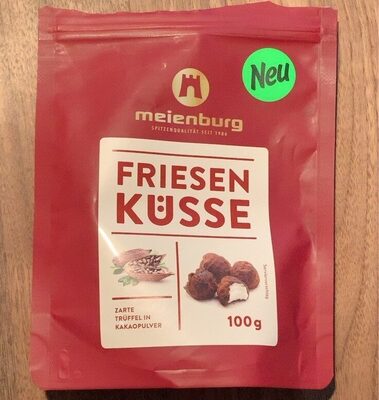 Neu
meienburg
SPITZENQUALITÄT SEIT 1986
FRIESEN
KÜSSE
ZARTE
TRÜFFEL IN
KAKAOPULVER
100g